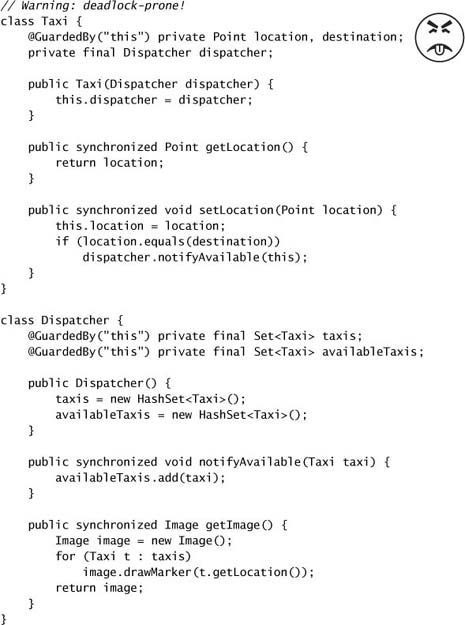 // Warning: deadlock-prone!
class Taxi {
    @GuardedBy("this") private Point location, destination;
    private final Dispatcher dispatcher;

    public Taxi(Dispatcher dispatcher) {
        this.dispatcher = dispatcher;
    }

    public synchronized Point getLocation() {
        return location;
    }

    public synchronized void setLocation(Point location) {
        this.location = location;
        if (location.equals(destination))
            dispatcher.notifyAvailable(this);
    }
}

class Dispatcher {
    @GuardedBy("this") private final Set<Taxi> taxis;
    @GuardedBy("this") private final Set<Taxi> availableTaxis;

    public Dispatcher() {
        taxis = new HashSet<Taxi>();
        availableTaxis = new HashSet<Taxi>();
    }

    public synchronized void notifyAvailable(Taxi taxi) {
        availableTaxis.add(taxi);
    }

    public synchronized Image getImage() {
        Image image = new Image();
        for (Taxi t : taxis)
            image.drawMarker(t.getLocation());
        return image;
    }
}